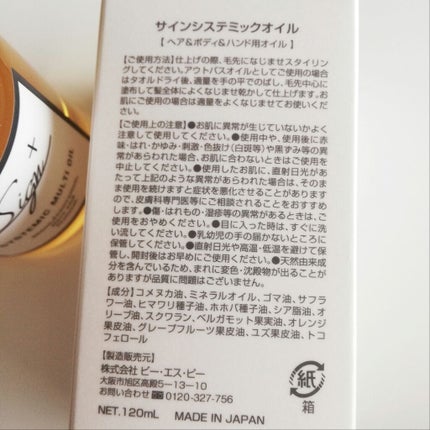 サインシステミックオイル
【ヘア&ボディ&ハンド用オイル】
【ご使用方法】仕上げの際、毛先になじませスタイリン
グしてください。アウトバスオイルとしてご使用の場合
はタオルドライ後、適量を手の平でのばし、毛先中心に
塗布して髪全体によくなじませ乾かして仕上げます。お
肌にご使用の場合は適量をよくなじませてお使いくだ
さい。
【ご使用上の注意】●お肌に異常が生じていないかよく
注意して使用してください。●使用中や、使用後に赤
味・はれ・かゆみ・刺激・色抜け(白斑等)や黒ずみ等の異
常があらわれた場合、お肌に合わないときはご使用を
お中止してください。●使用したお肌に、直射日光があ
たって上記のような異常があらわれた場合は、そのまま
使用を続けますと症状を悪化させることがあります
ので、皮膚科専門医等にご相談されることをおすすめ
します。●傷・はれもの・湿疹等の異常があるときは、ご
使用をおやめください。●目に入った時は、すぐに洗
い流してください。●乳幼児の手の届かないところに
保管してください。●直射日光や高温・低温を避けて保
管し、開封後はお早めにご使用ください。●天然由来成
分を含んでいるため、まれに変色・沈殿物が出ることが
ありますが品質に問題はございません。
【成分】コメヌカ油、ミネラルオイル、ゴマ油、サフラ
ワー油、ヒマワリ種子油、ホホバ種子油、シア脂油、オ
リーブ油、スクワラン、ベルガモット果実油、オレンジ
果皮油、グレープフルーツ果皮油、ユズ果皮油、トコ
フェロール
【製造販売元】
株式会社 ビー・エス・ピー
大阪市旭区高殿5-13-10
お問い合わせ 0120-327-756
NET.120mL MADE IN JAPAN
紙
箱
Sign
SYSTEMIC MULTI OIL